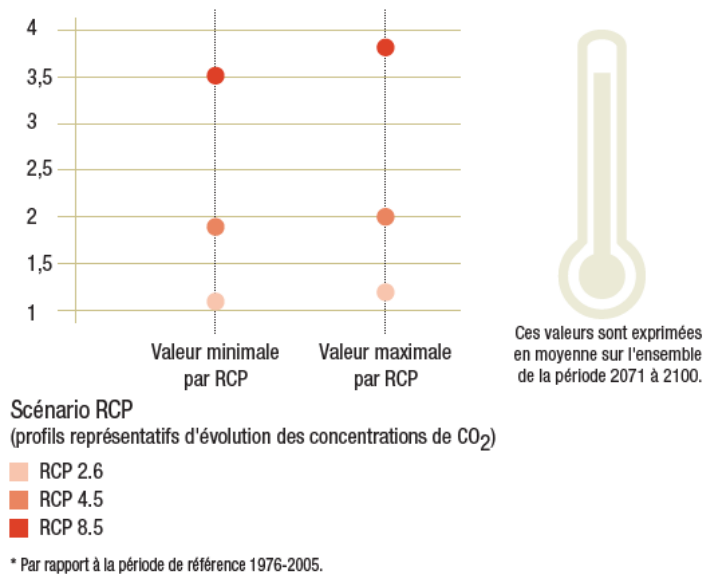 4
3,5
3
2,5
2
1,5
1
Valeur minimale
par RCP
Valeur maximale
par RCP
Ces valeurs sont exprimées
en moyenne sur l'ensemble
de la période 2071 à 2100.
Scénario RCP
(profils représentatifs d'évolution des concentrations de CO2)
RCP 2.6
RCP 4.5
RCP 8.5
* Par rapport à la période de référence 1976-2005.